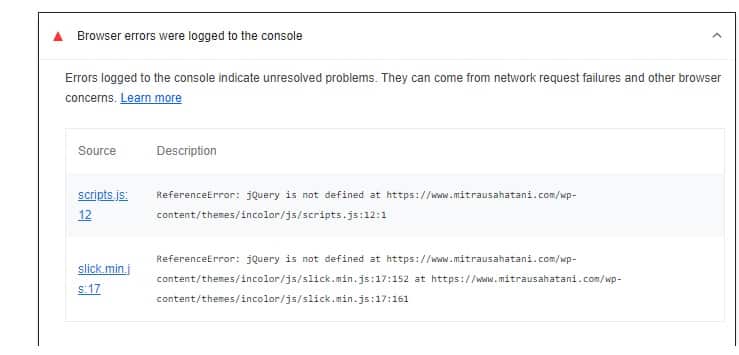 Browser errors were logged to the console
Errors logged to the console indicate unresolved problems. They can come from network request failures and other browser
concerns. Learn more
Source Description
scripts.js:
12
ReferenceError: jQuery is not defined at https://www.mitrausahatani.com/wp-
content/themes/incolor/js/scripts.js:12:1
slick.min.j
s:17
ReferenceError: jQuery is not defined at https://www.mitrausahatani.com/wp-
content/themes/incolor/js/slick.min.js:17:152 at https://www.mitrausahatani.com/wp-
content/themes/incolor/js/slick.min.js:17:161